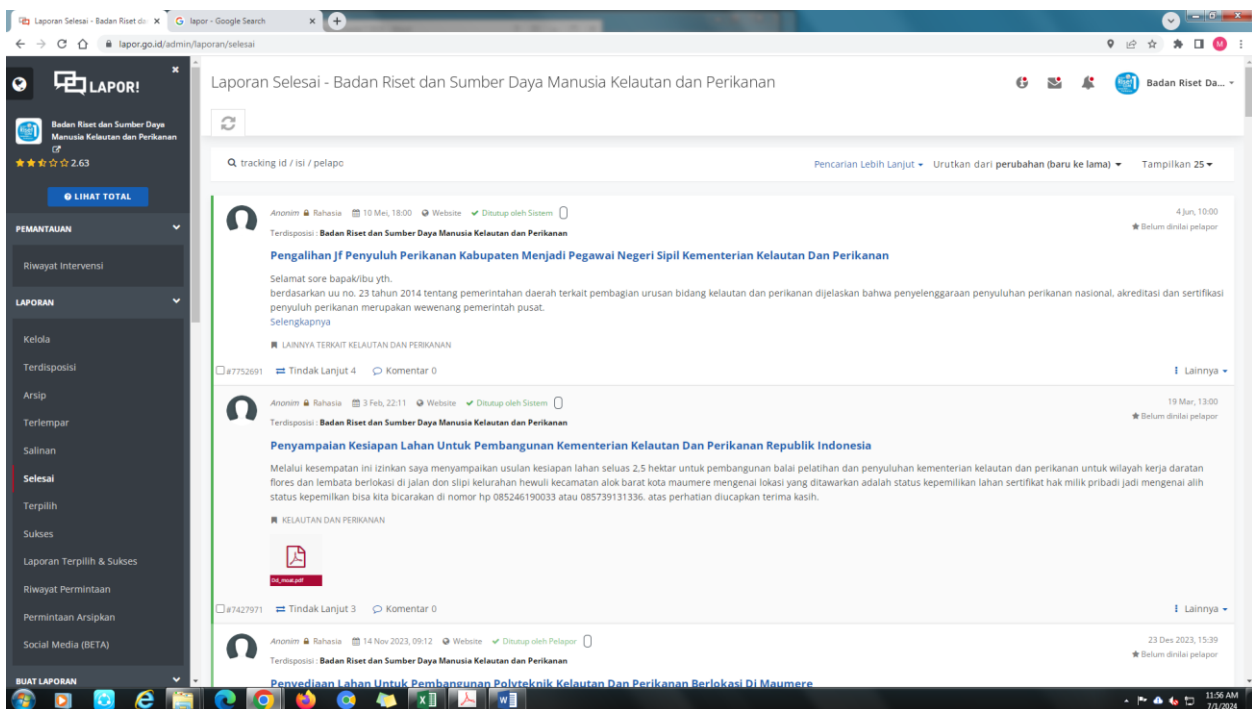 Laporan Selesai - Badan Riset da
lapor - Google Search
lapor.go.id/admin/laporan/selesai
M
LAPOR!
Laporan Selesai - Badan Riset dan Sumber Daya Manusia Kelautan dan Perikanan
Badan Riset Da...
Badan Riset dan Sumber Daya
Manusia Kelautan dan Perikanan
2.63
LIHAT TOTAL
PEMANTAUAN
Riwayat Intervensi
LAPORAN
Kelola
Terdisposisi
Arsip
Terlempar
Salinan
Selesai
Terpilih
Sukses
Laporan Terpilih & Sukses
Riwayat Permintaan
Permintaan Arsipkan
Social Media (BETA)
BUAT LAPORAN
tracking id / isi / pelapo
Pencarian Lebih Lanjut Urutkan dari perubahan (baru ke lama) Tampilkan 25
Anonim Rahasia 10 Mei, 18:00 Website Ditutup oleh Sistem
4 Jun, 10:00
Terdisposisi : Badan Riset dan Sumber Daya Manusia Kelautan dan Perikanan
Belum dinilai pelapor
Pengalihan Jf Penyuluh Perikanan Kabupaten Menjadi Pegawai Negeri Sipil Kementerian Kelautan Dan Perikanan
Selamat sore bapak/ibu yth.
berdasarkan uu no. 23 tahun 2014 tentang pemerintahan daerah terkait pembagian urusan bidang kelautan dan perikanan dijelaskan bahwa penyelenggaraan penyuluhan perikanan nasional, akreditasi dan sertifikasi
penyuluh perikanan merupakan wewenang pemerintah pusat.
Selengkapnya
LAINNYA TERKAIT KELAUTAN DAN PERIKANAN
#7752691 Tindak Lanjut 4 Komentar 0 Lainnya
Anonim Rahasia 3 Feb, 22:11 Website Ditutup oleh Sistem
19 Mar, 13:00
Terdisposisi : Badan Riset dan Sumber Daya Manusia Kelautan dan Perikanan
Belum dinilai pelapor
Penyampaian Kesiapan Lahan Untuk Pembangunan Kementerian Kelautan Dan Perikanan Republik Indonesia
Melalui kesempatan ini izinkan saya menyampaikan usulan kesiapan lahan seluas 2,5 hektar untuk pembangunan balai pelatihan dan penyuluhan kementerian kelautan dan perikanan untuk wilayah kerja daratan
flores dan lembata berlokasi di jalan don slipi kelurahan hewuli kecamatan alok barat kota maumere mengenai lokasi yang ditawarkan adalah status kepemilikan lahan sertifikat hak milik pribadi jadi mengenai alih
status kepemilkan bisa kita bicarakan di nomor hp 085246190033 atau 085739131336. atas perhatian diucapkan terima kasih.
KELAUTAN DAN PERIKANAN
#7427971 Tindak Lanjut 3 Komentar 0 Lainnya
Anonim Rahasia 14 Nov 2023, 09:12 Website Ditutup oleh Pelapor
23 Des 2023, 15:39
Terdisposisi : Badan Riset dan Sumber Daya Manusia Kelautan dan Perikanan
Belum dinilai pelapor
Penyediaan Lahan Untuk Pembangunan Polyteknik Kelautan Dan Perikanan Berlokasi Di Maumere
11:56 AM
7/1/2024